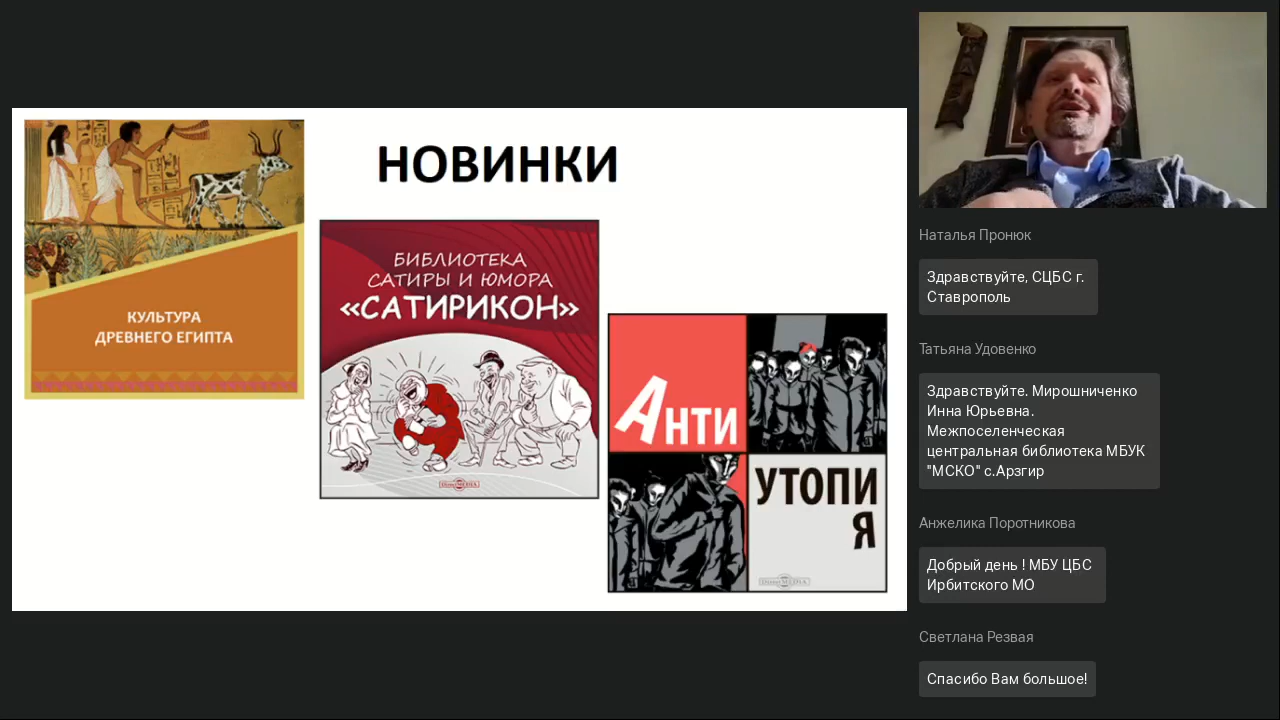 НОВИНКИ
КУЛЬТУРА
ДРЕВНЕГО ЕГИПТА
БИБЛИОТЕКА
САТИРЫ И ЮМОРА
«САТИРИКОН»
DirectMEDIA
АНТИ
УТОПИ
Я
DirectMEDIA
Наталья Пронюк
Здравствуйте, СЦБС г.
Ставрополь
Татьяна Удовенко
Здравствуйте. Мирошниченко
Инна Юрьевна.
Межпоселенческая
центральная библиотека МБУК
"МСКО" с.Арзгир
Анжелика Поротникова
Добрый день ! МБУ ЦБС
Ирбитского МО
Светлана Резвая
Спасибо Вам большое!